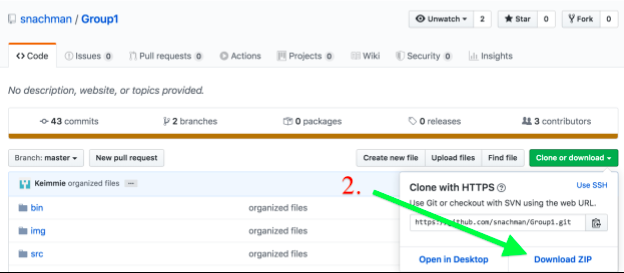 snachman / Group1
Unwatch 2 Star 0 Fork 0
Code Issues 0 Pull requests 0 Actions Projects 0 Wiki Security 0 Insights
No description, website, or topics provided.
43 commits 2 branches 0 packages 0 releases 3 contributors
Branch: master New pull request Create new file Upload files Find file Clone or download
Keimmie organized files ...
Clone with HTTPS ? Use SSH
2.
Use Git or checkout with SVN using the web URL.
bin organized files
https://github.com/snachman/Group1.git
img organized files
src organized files
Open in Desktop Download ZIP